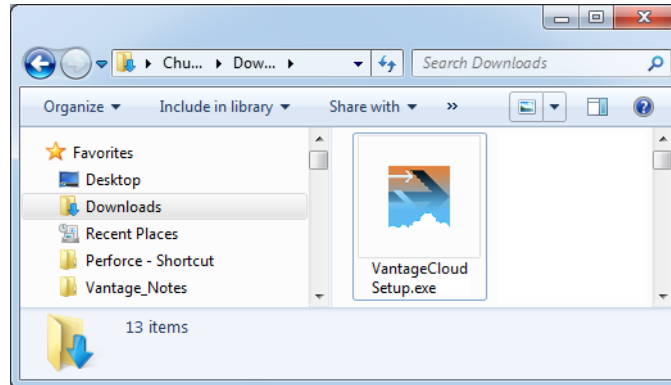 Chu... Dow...
Search Downloads
Organize Include in library Share with »
Favorites
Desktop
Downloads
Recent Places
Perforce - Shortcut
Vantage_Notes
VantageCloud
Setup.exe
13 items